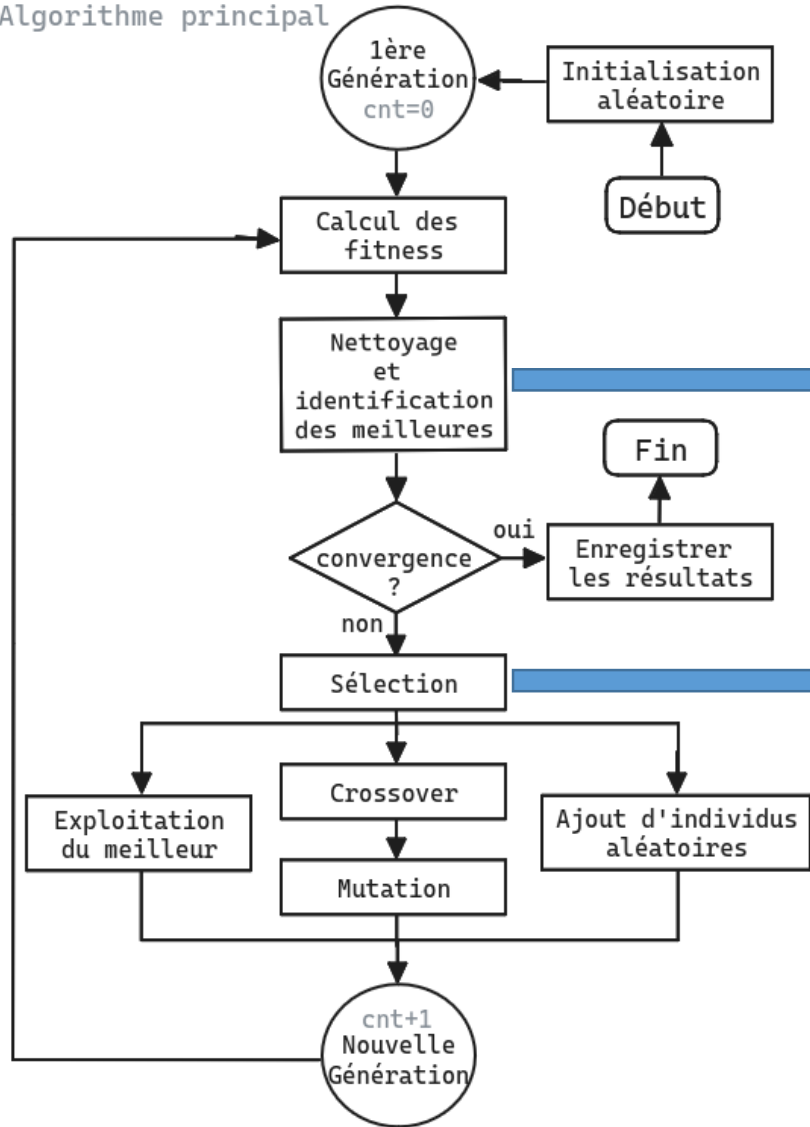 Algorithme principal
1ère
Génération
cnt=0
Initialisation
aléatoire
Début
Calcul des
fitness
Nettoyage
et
identification
des meilleures
Fin
oui
convergence
?
Enregistrer
les résultats
non
Sélection
Crossover
Exploitation
du meilleur
Ajout d'individus
aléatoires
Mutation
cnt+1
Nouvelle
Génération